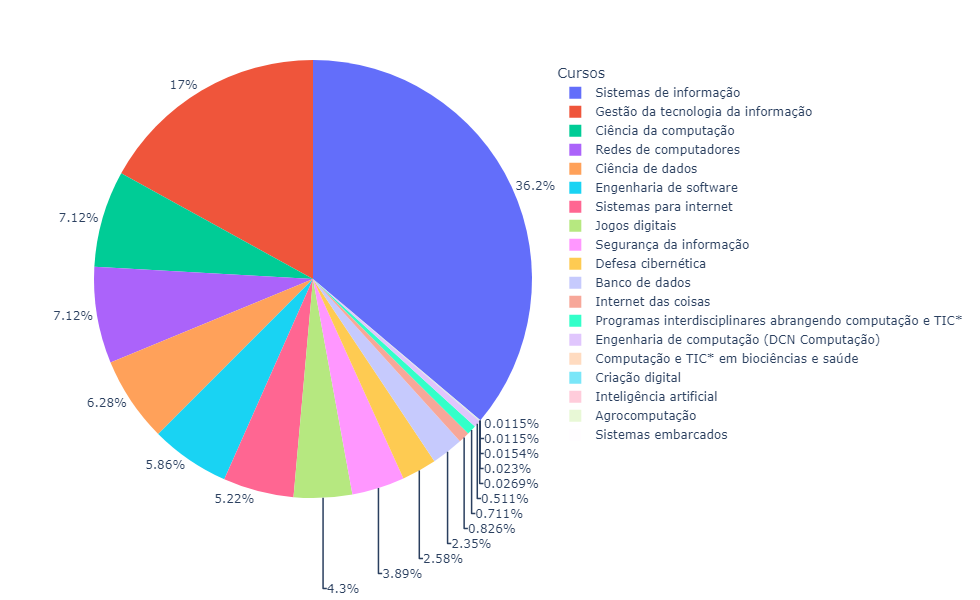 17%
36.2%
7.12%
7.12%
6.28%
5.86%
5.22%
4.3%
3.89%
2.58%
2.35%
0.826%
0.711%
0.511%
0.0269%
0.023%
0.0154%
0.0115%
0.0115%
Cursos
Sistemas de informação
Gestão da tecnologia da informação
Ciência da computação
Redes de computadores
Ciência de dados
Engenharia de software
Sistemas para internet
Jogos digitais
Segurança da informação
Defesa cibernética
Banco de dados
Internet das coisas
Programas interdisciplinares abrangendo computação e TIC*
Engenharia de computação (DCN Computação)
Computação e TIC* em biociências e saúde
Criação digital
Inteligência artificial
Agrocomputação
Sistemas embarcados